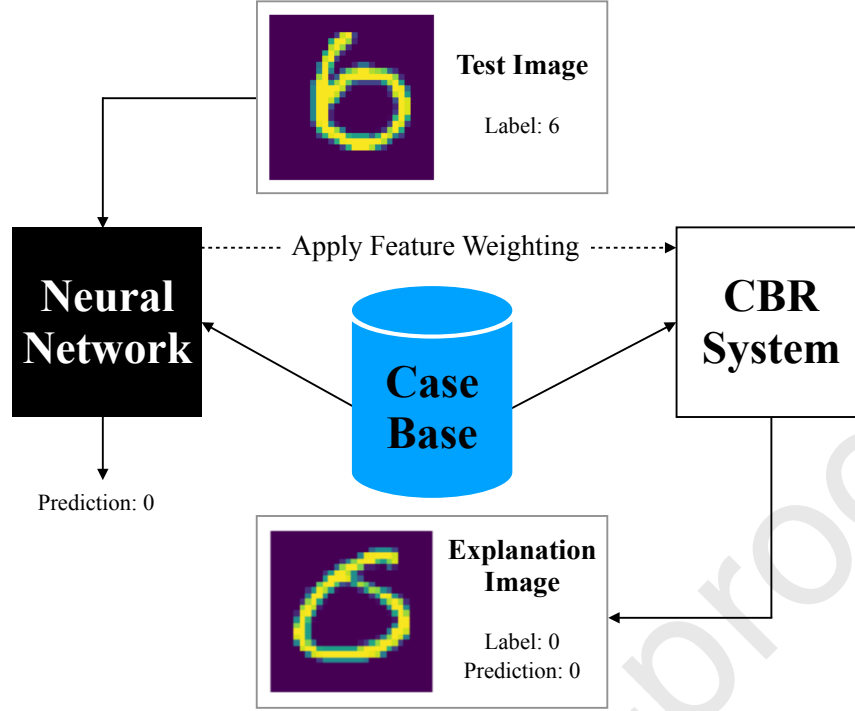 Test Image
Label: 6
Apply Feature Weighting
Neural
Network
Case
Base
CBR
System
Prediction: 0
Explanation
Image
Label: 0
Prediction: 0